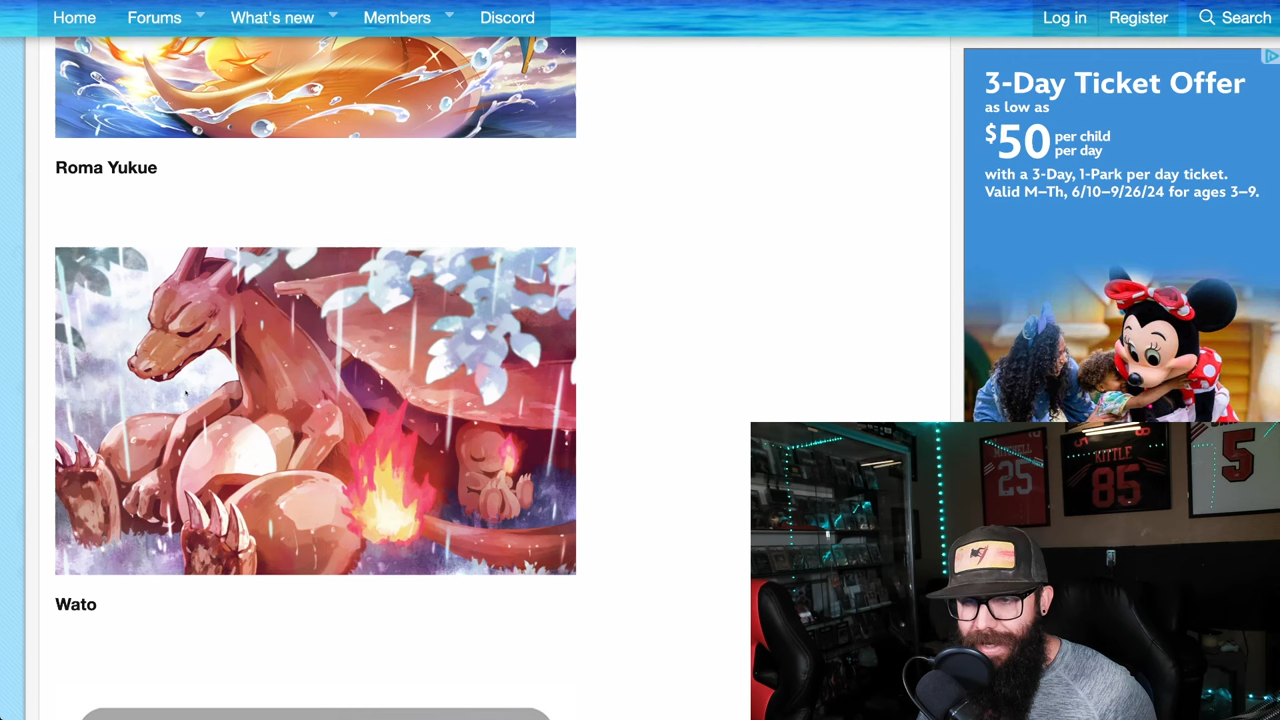 Home Forums What's new Members Discord Log in Register Search
3-Day Ticket Offer
as low as
$50 per child
per day
with a 3-Day, 1-Park per day ticket.
Valid M–Th, 6/10–9/26/24 for ages 3–9.
Roma Yukue
Wato
25
KITTLE
85
5